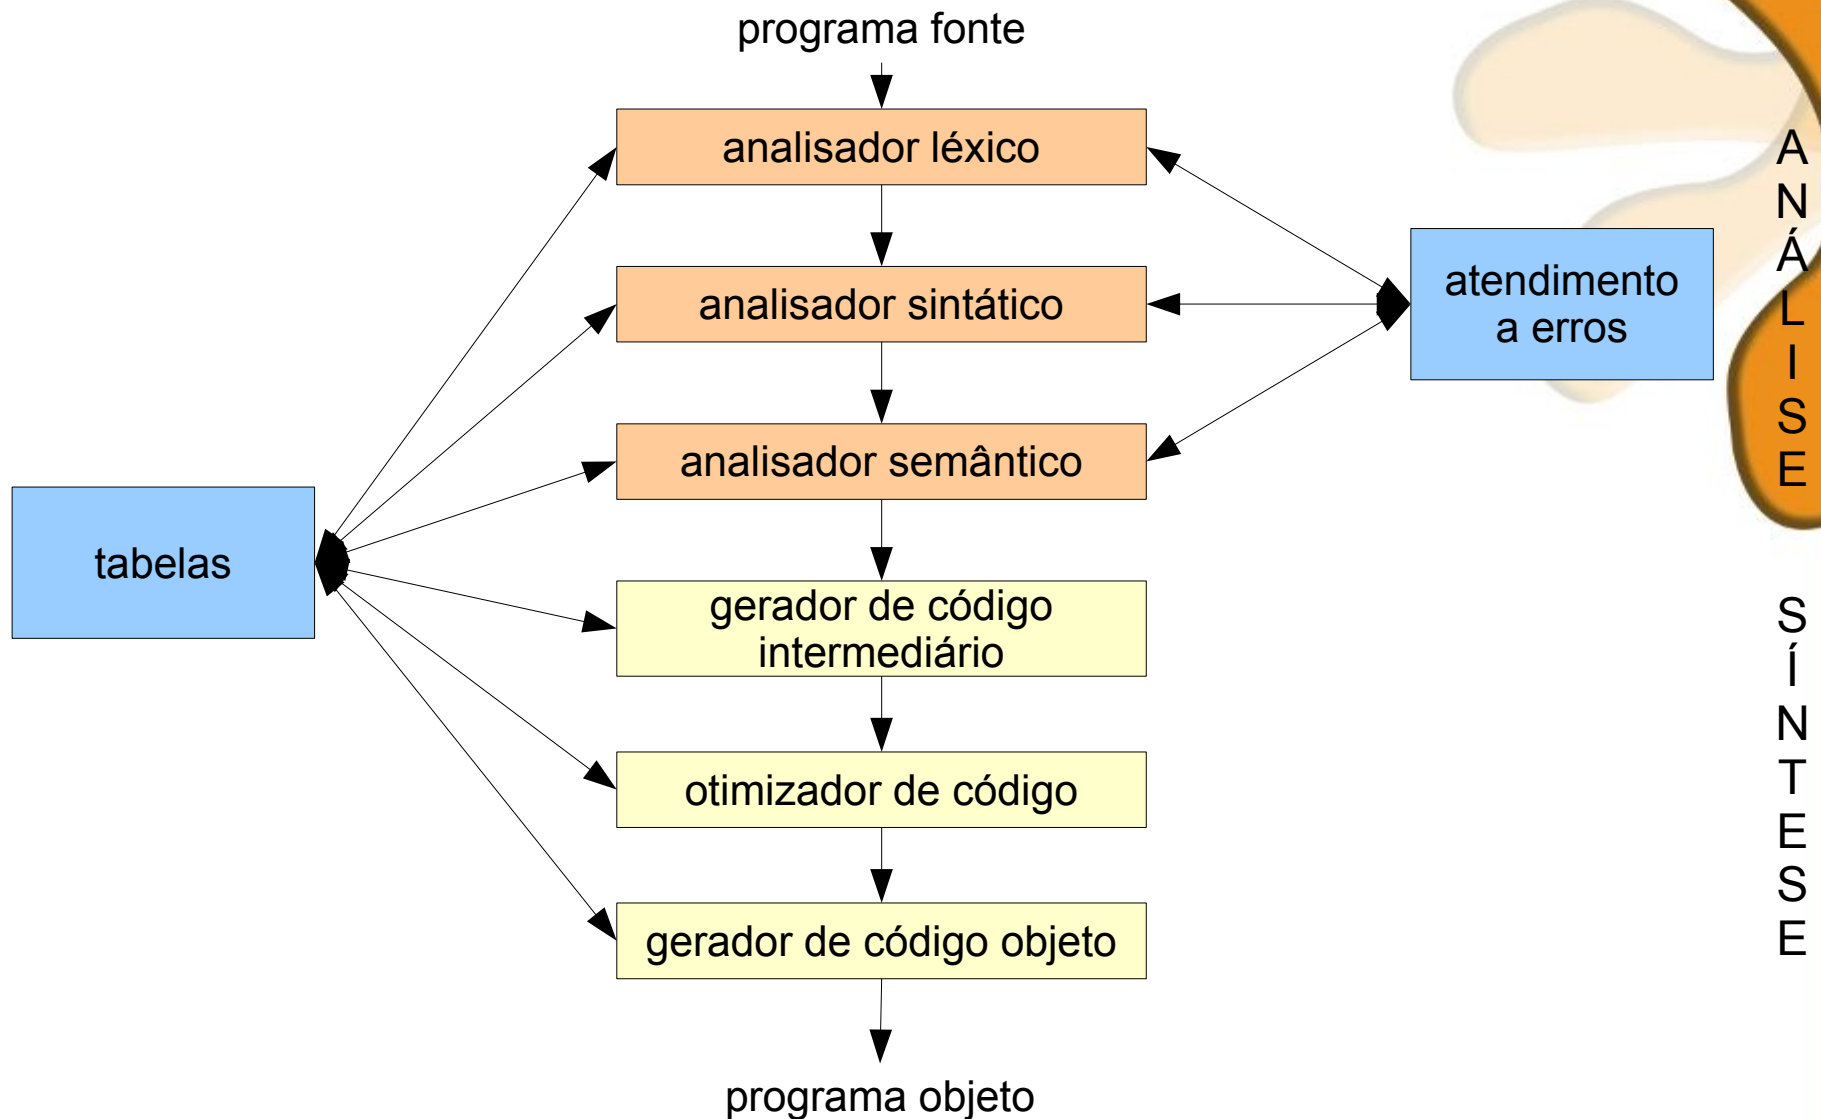 programa fonte
analisador léxico
analisador sintático
atendimento
a erros
analisador semântico
tabelas
gerador de código
intermediário
otimizador de código
gerador de código objeto
programa objeto
ANÁLISE
SÍNTESE